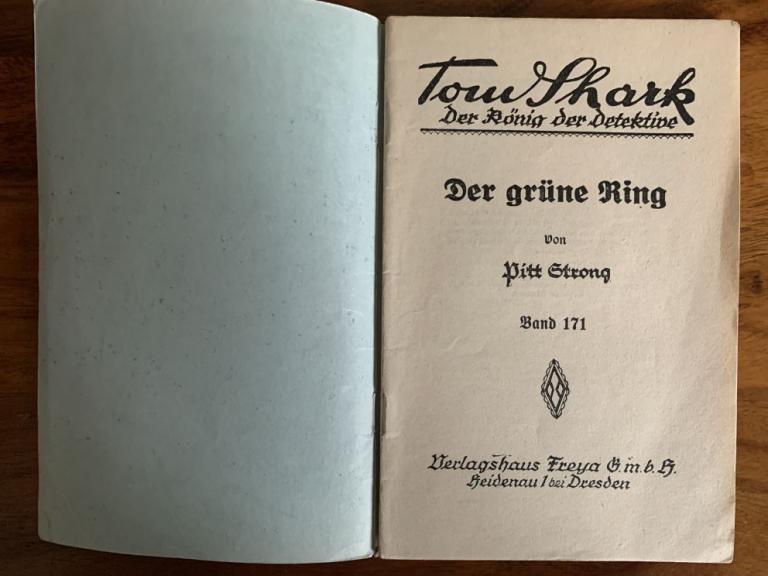 Tom Shark
Der König der Detektive
Der grüne Ring
von
Pitt Strong
Band 171
Verlagshaus Freya G.m.b.H.
Heidenau 1 bei Dresden